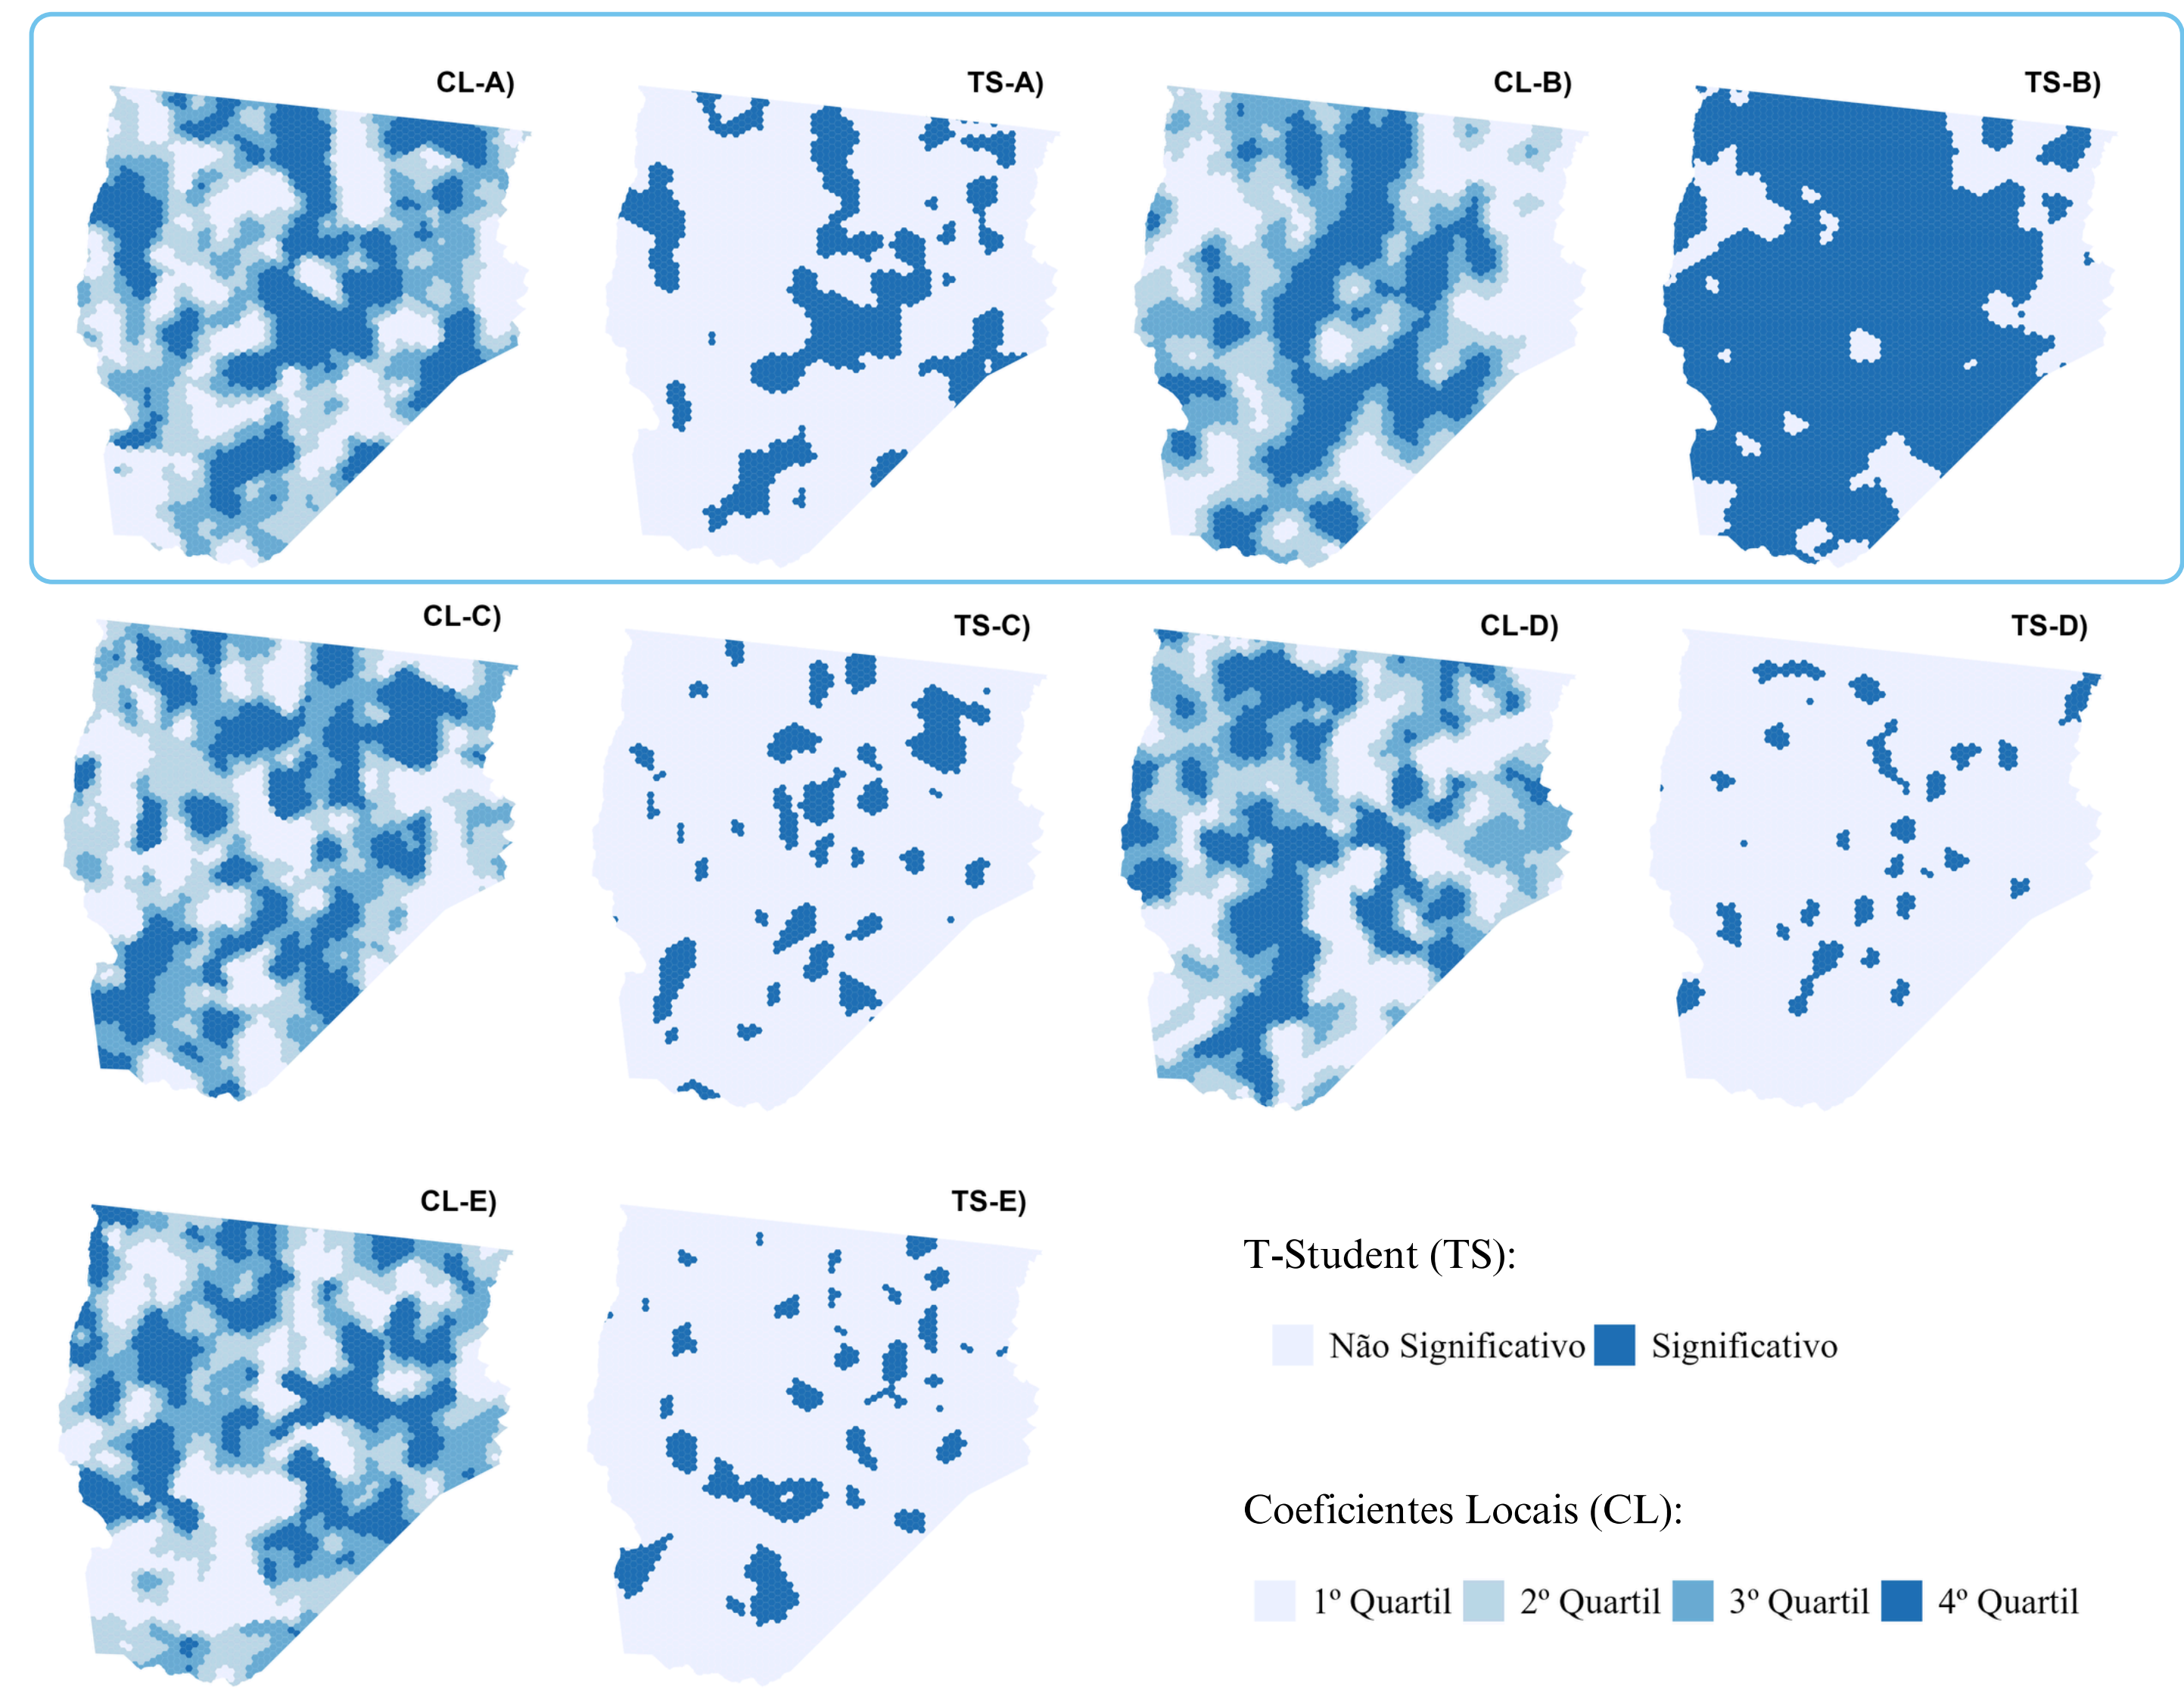 CL-A)
TS-A)
CL-B)
TS-B)
CL-C)
TS-C)
CL-D)
TS-D)
CL-E)
TS-E)
T-Student (TS):
Não Significativo Significativo
Coeficientes Locais (CL):
1º Quartil 2º Quartil 3º Quartil 4º Quartil